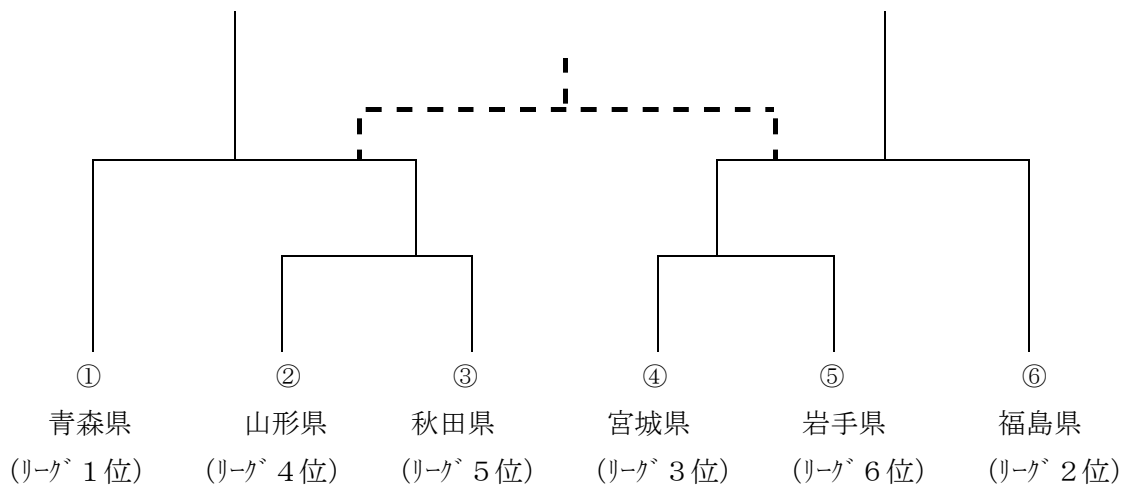 ① ② ③ ④ ⑤ ⑥
青森県 山形県 秋田県 宮城県 岩手県 福島県
(ﾘｰｸﾞ１位) (ﾘｰｸﾞ４位) (ﾘｰｸﾞ５位) (ﾘｰｸﾞ３位) (ﾘｰｸﾞ６位) (ﾘｰｸﾞ２位)